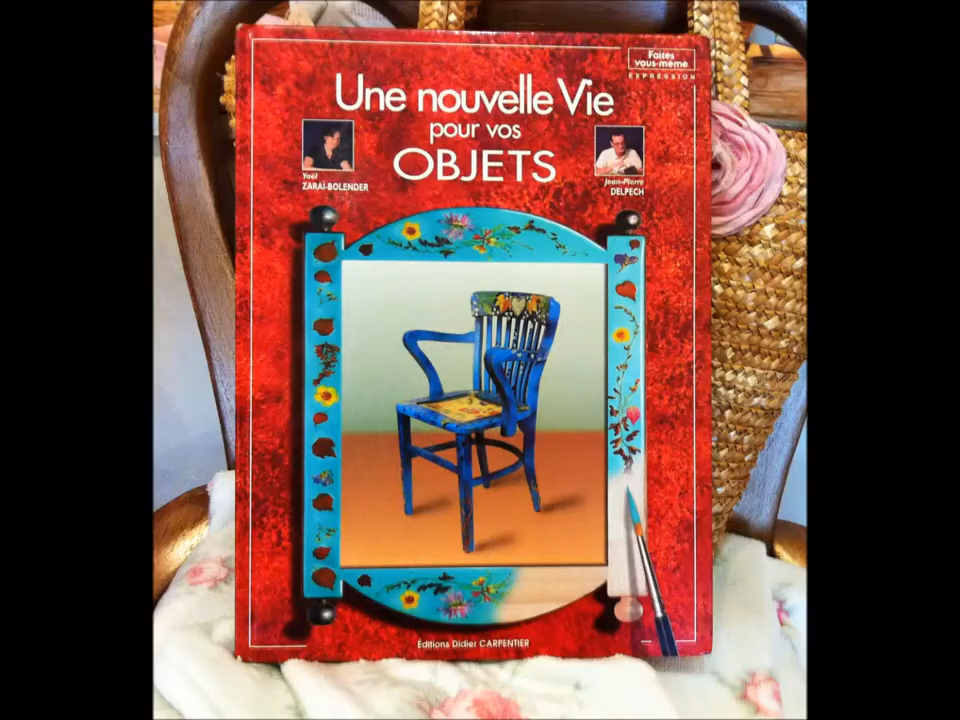 Faites
vous-même
EXPRESSION
Une nouvelle Vie
pour vos
OBJETS
Yaël
ZARAÏ-BOLENDER
Jean-Pierre
DELPECH
Éditions Didier CARPENTIER